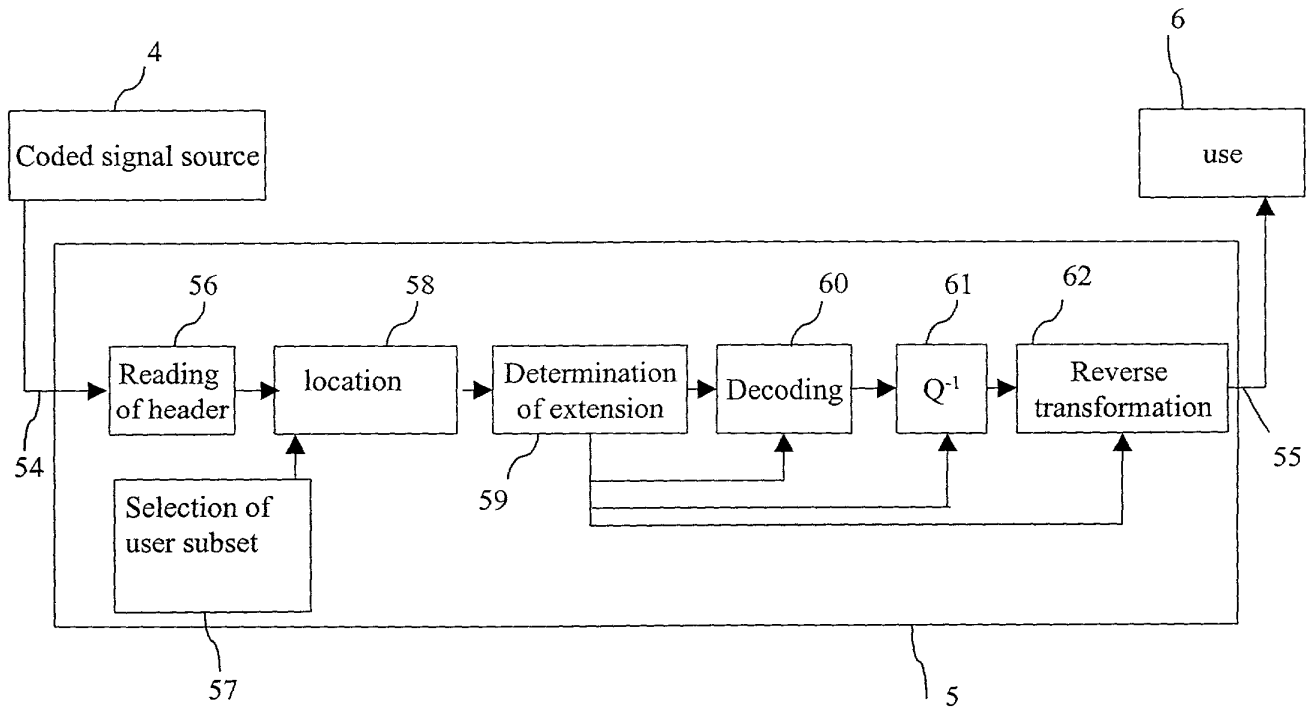 4
6
Coded signal source
use
56
58
60
61
62
Reading
of header
location
Determination
of extension
Decoding
Q⁻¹
Reverse
transformation
54
59
55
Selection of
user subset
57
5